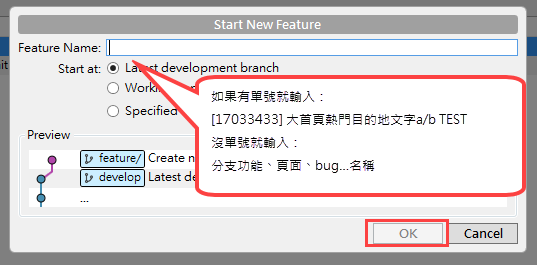 Start New Feature
Feature Name:
Start at: Latest development branch
Specified
如果有單號就輸入：
[17033433] 大首頁熱門目的地文字a/b TEST
沒單號就輸入：
分支功能、頁面、bug...名稱
Preview
feature/ Create n
develop Latest de
...
OK Cancel